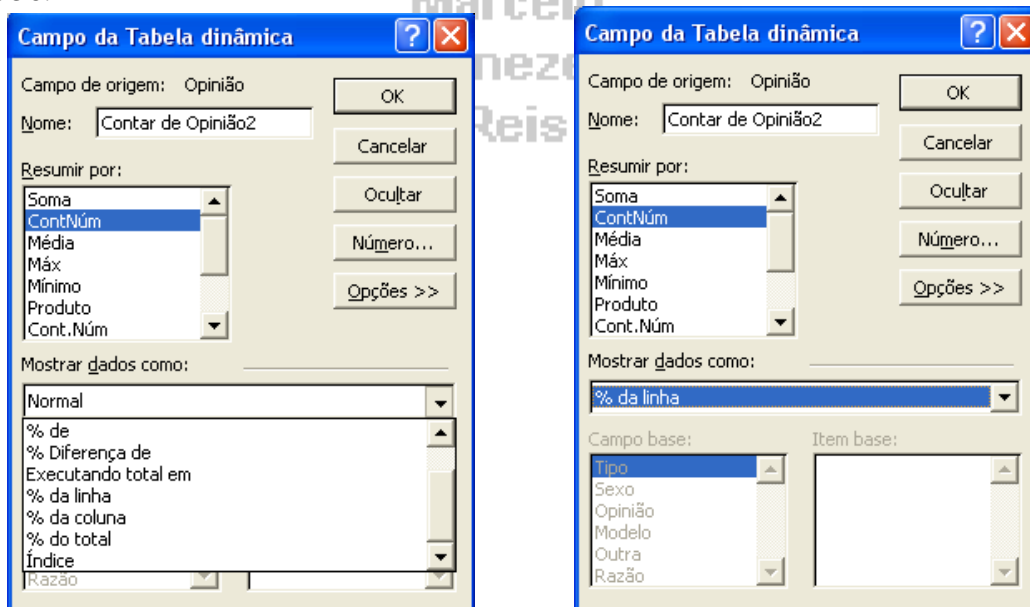 Campo da Tabela dinâmica
Campo de origem: Opinião
Nome: Contar de Opinião2
Resumir por:
Soma
ContNúm
Média
Máx
Mínimo
Produto
Cont.Núm
OK
Cancelar
Ocultar
Número...
Opções >>
Mostrar dados como:
Normal
% de
% Diferença de
Executando total em
% da linha
% da coluna
% do total
Índice
Razão
Reis
Campo da Tabela dinâmica
Campo de origem: Opinião
Nome: Contar de Opinião2
Resumir por:
Soma
ContNúm
Média
Máx
Mínimo
Produto
Cont.Núm
OK
Cancelar
Ocultar
Número...
Opções >>
Mostrar dados como:
% da linha
Campo base:
Tipo
Sexo
Opinião
Modelo
Outra
Razão
Item base: